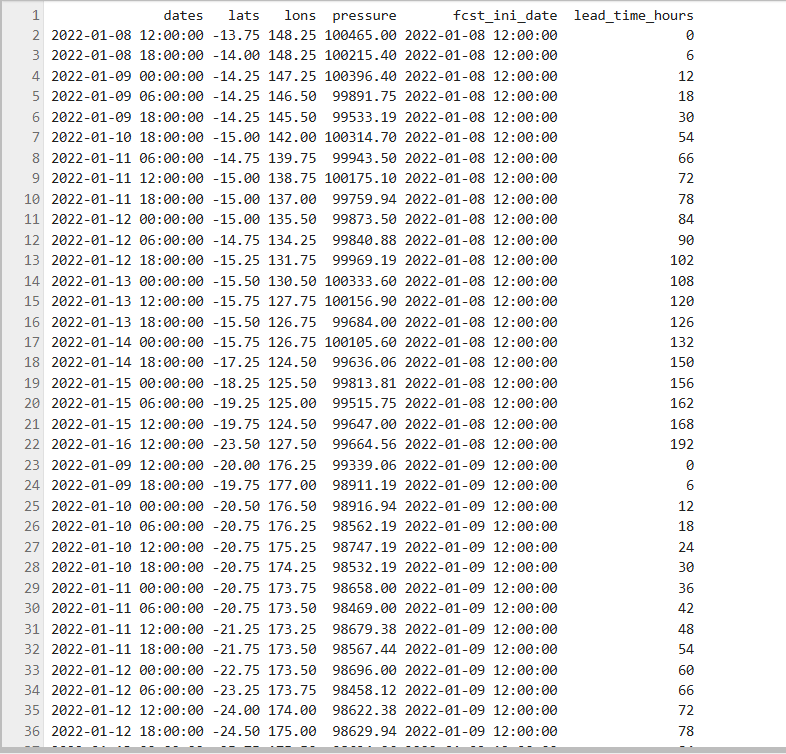 1 dates lats lons pressure fcst_ini_date lead_time_hours
2 2022-01-08 12:00:00 -13.75 148.25 100465.00 2022-01-08 12:00:00 0
3 2022-01-08 18:00:00 -14.00 148.25 100215.40 2022-01-08 12:00:00 6
4 2022-01-09 00:00:00 -14.25 147.25 100396.40 2022-01-08 12:00:00 12
5 2022-01-09 06:00:00 -14.25 146.50 99891.75 2022-01-08 12:00:00 18
6 2022-01-09 18:00:00 -14.25 145.50 99533.19 2022-01-08 12:00:00 30
7 2022-01-10 18:00:00 -15.00 142.00 100314.70 2022-01-08 12:00:00 54
8 2022-01-11 06:00:00 -14.75 139.75 99943.50 2022-01-08 12:00:00 66
9 2022-01-11 12:00:00 -15.00 138.75 100175.10 2022-01-08 12:00:00 72
10 2022-01-11 18:00:00 -15.00 137.00 99759.94 2022-01-08 12:00:00 78
11 2022-01-12 00:00:00 -15.00 135.50 99873.50 2022-01-08 12:00:00 84
12 2022-01-12 06:00:00 -14.75 134.25 99840.88 2022-01-08 12:00:00 90
13 2022-01-12 18:00:00 -15.25 131.75 99969.19 2022-01-08 12:00:00 102
14 2022-01-13 00:00:00 -15.50 130.50 100333.60 2022-01-08 12:00:00 108
15 2022-01-13 12:00:00 -15.75 127.75 100156.90 2022-01-08 12:00:00 120
16 2022-01-13 18:00:00 -15.50 126.75 99684.00 2022-01-08 12:00:00 126
17 2022-01-14 00:00:00 -15.75 126.75 100105.60 2022-01-08 12:00:00 132
18 2022-01-14 18:00:00 -17.25 124.50 99636.06 2022-01-08 12:00:00 150
19 2022-01-15 00:00:00 -18.25 125.50 99813.81 2022-01-08 12:00:00 156
20 2022-01-15 06:00:00 -19.25 125.00 99515.75 2022-01-08 12:00:00 162
21 2022-01-15 12:00:00 -19.75 124.50 99647.00 2022-01-08 12:00:00 168
22 2022-01-16 12:00:00 -23.50 127.50 99664.56 2022-01-08 12:00:00 192
23 2022-01-09 12:00:00 -20.00 176.25 99339.06 2022-01-09 12:00:00 0
24 2022-01-09 18:00:00 -19.75 177.00 98911.19 2022-01-09 12:00:00 6
25 2022-01-10 00:00:00 -20.50 176.50 98916.94 2022-01-09 12:00:00 12
26 2022-01-10 06:00:00 -20.75 176.25 98562.19 2022-01-09 12:00:00 18
27 2022-01-10 12:00:00 -20.75 175.25 98747.19 2022-01-09 12:00:00 24
28 2022-01-10 18:00:00 -20.75 174.25 98532.19 2022-01-09 12:00:00 30
29 2022-01-11 00:00:00 -20.75 173.75 98658.00 2022-01-09 12:00:00 36
30 2022-01-11 06:00:00 -20.75 173.50 98469.00 2022-01-09 12:00:00 42
31 2022-01-11 12:00:00 -21.25 173.25 98679.38 2022-01-09 12:00:00 48
32 2022-01-11 18:00:00 -21.75 173.50 98567.44 2022-01-09 12:00:00 54
33 2022-01-12 00:00:00 -22.75 173.50 98696.00 2022-01-09 12:00:00 60
34 2022-01-12 06:00:00 -23.25 173.75 98458.12 2022-01-09 12:00:00 66
35 2022-01-12 12:00:00 -24.00 174.00 98622.38 2022-01-09 12:00:00 72
36 2022-01-12 18:00:00 -24.50 175.00 98629.94 2022-01-09 12:00:00 78